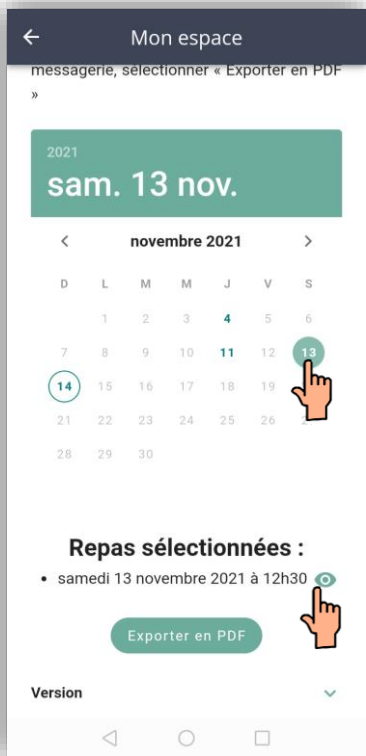 Mon espace
messagerie, sélectionner « Exporter en PDF
»
2021
sam. 13 nov.
novembre 2021
D L M M J V S
1 2 3 4 5 6
7 8 9 10 11 12 13
14 15 16 17 18 19
21 22 23 24 25 26
28 29 30
Repas sélectionnées :
• samedi 13 novembre 2021 à 12h30
Exporter en PDF
Version